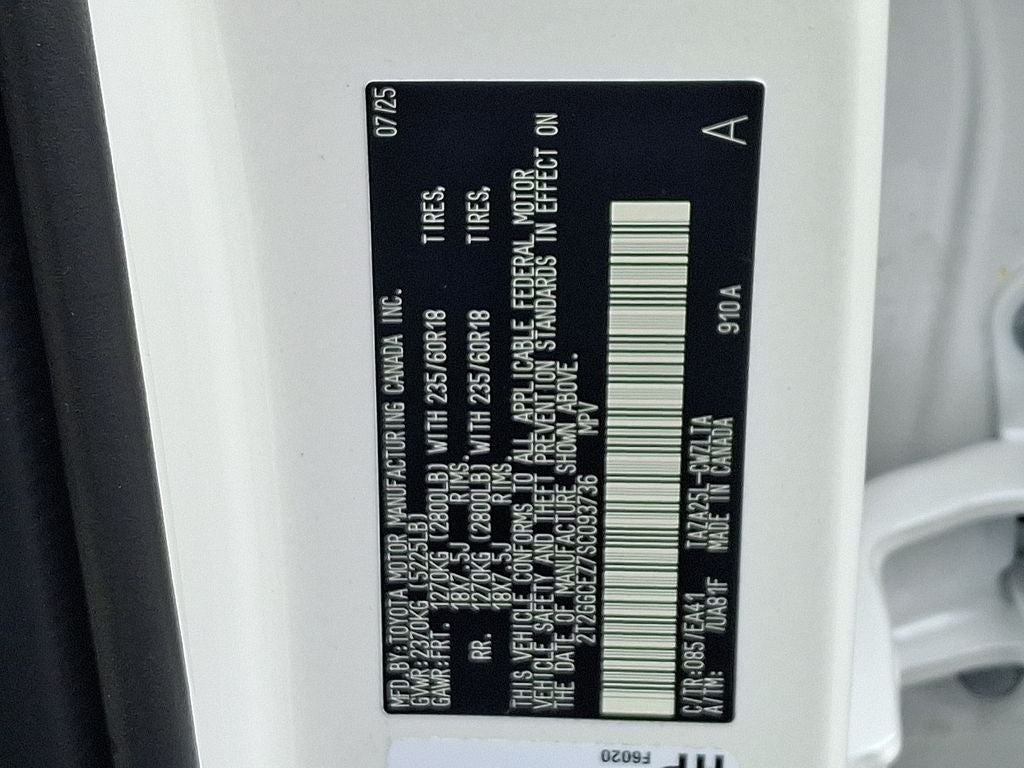 MFD.BY:TOYOTA MOTOR MANUFACTURING CANADA INC. 07/25
GVWR:2370KG (5225LB)
GAWR:FRT. 1270KG (2800LB) WITH 235/60R18 TIRES,
18X7.5J RIMS,
RR. 1270KG (2800LB) WITH 235/60R18 TIRES,
18X7.5J RIMS
THIS VEHICLE CONFORMS TO ALL APPLICABLE FEDERAL MOTOR
VEHICLE SAFETY AND THEFT PREVENTION STANDARDS IN EFFECT ON
THE DATE OF MANUFACTURE SHOWN ABOVE.
2T2GGCEZ7SC093736 MPV
C/TR:085/EA41 TAZA25L-CWZLTA 910A A
A/TM: /UA81F MADE IN CANADA
F6020